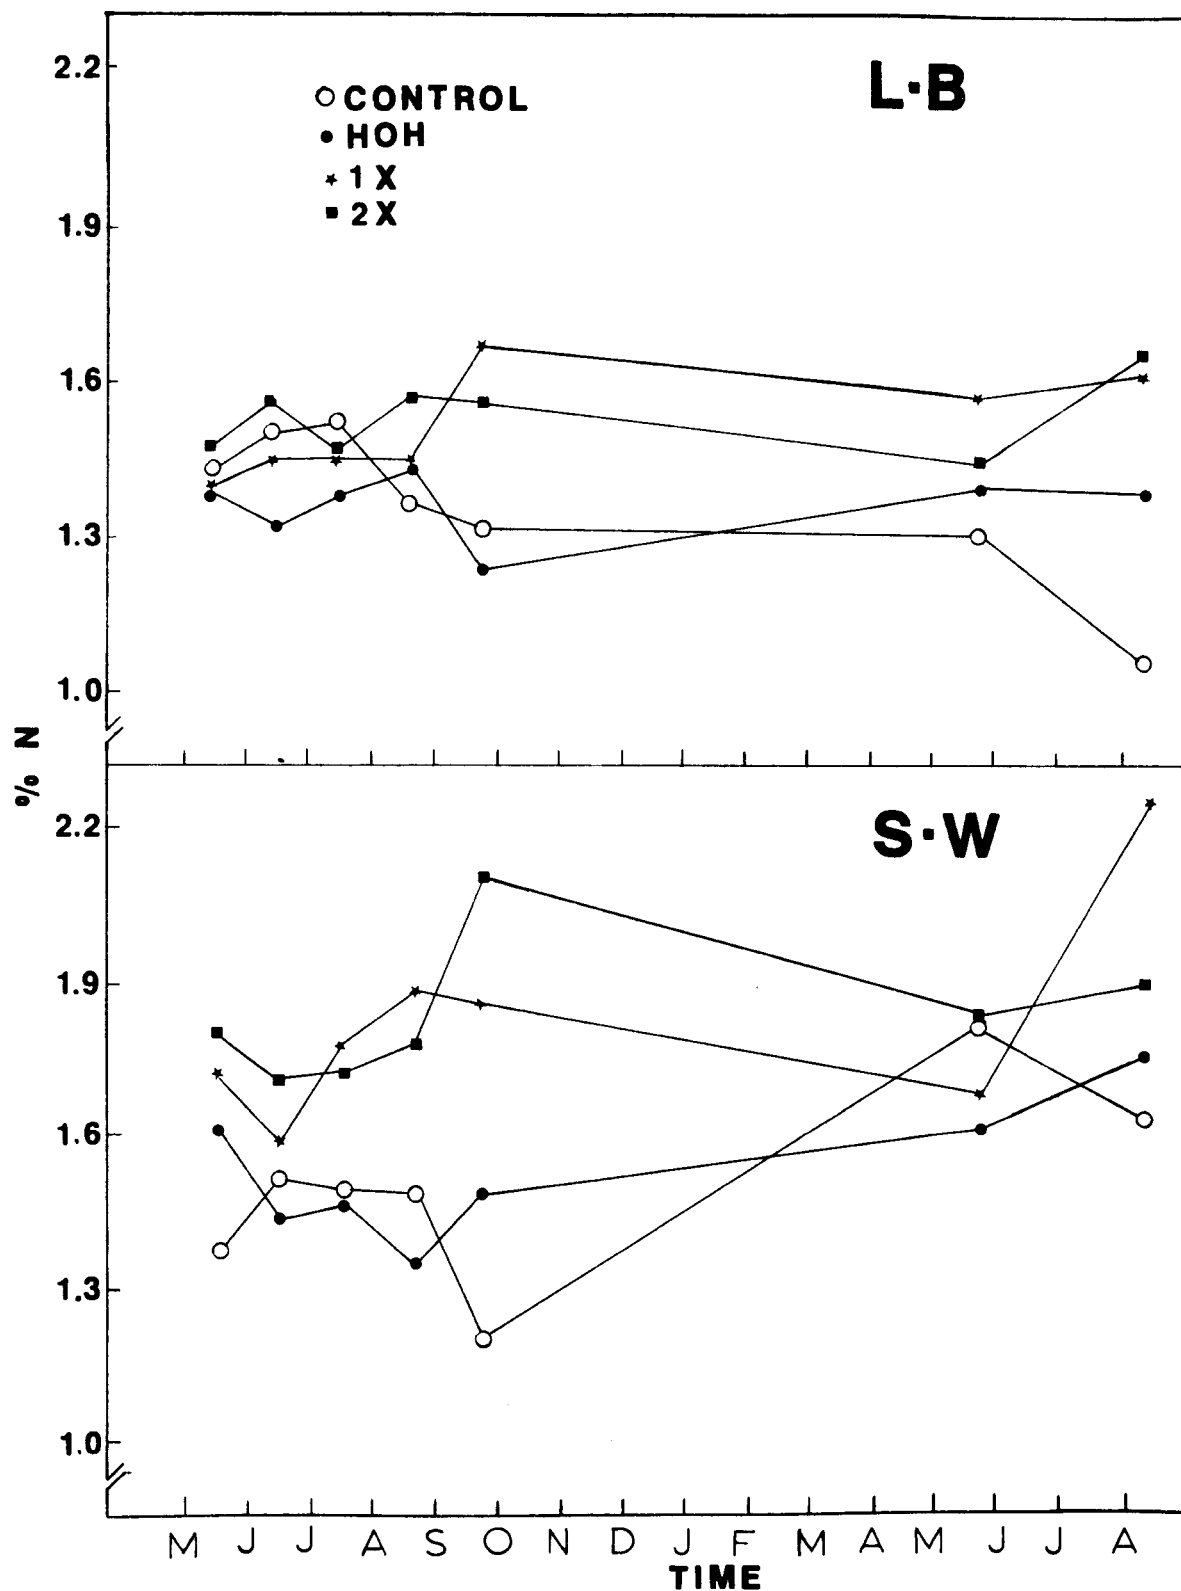 2.2
L·B
○ CONTROL
● HOH
★ 1X
■ 2X
1.9
1.6
1.3
1.0
% N
2.2
S·W
1.9
1.6
1.3
1.0
M J J A S O N D J F M A M J J A
TIME